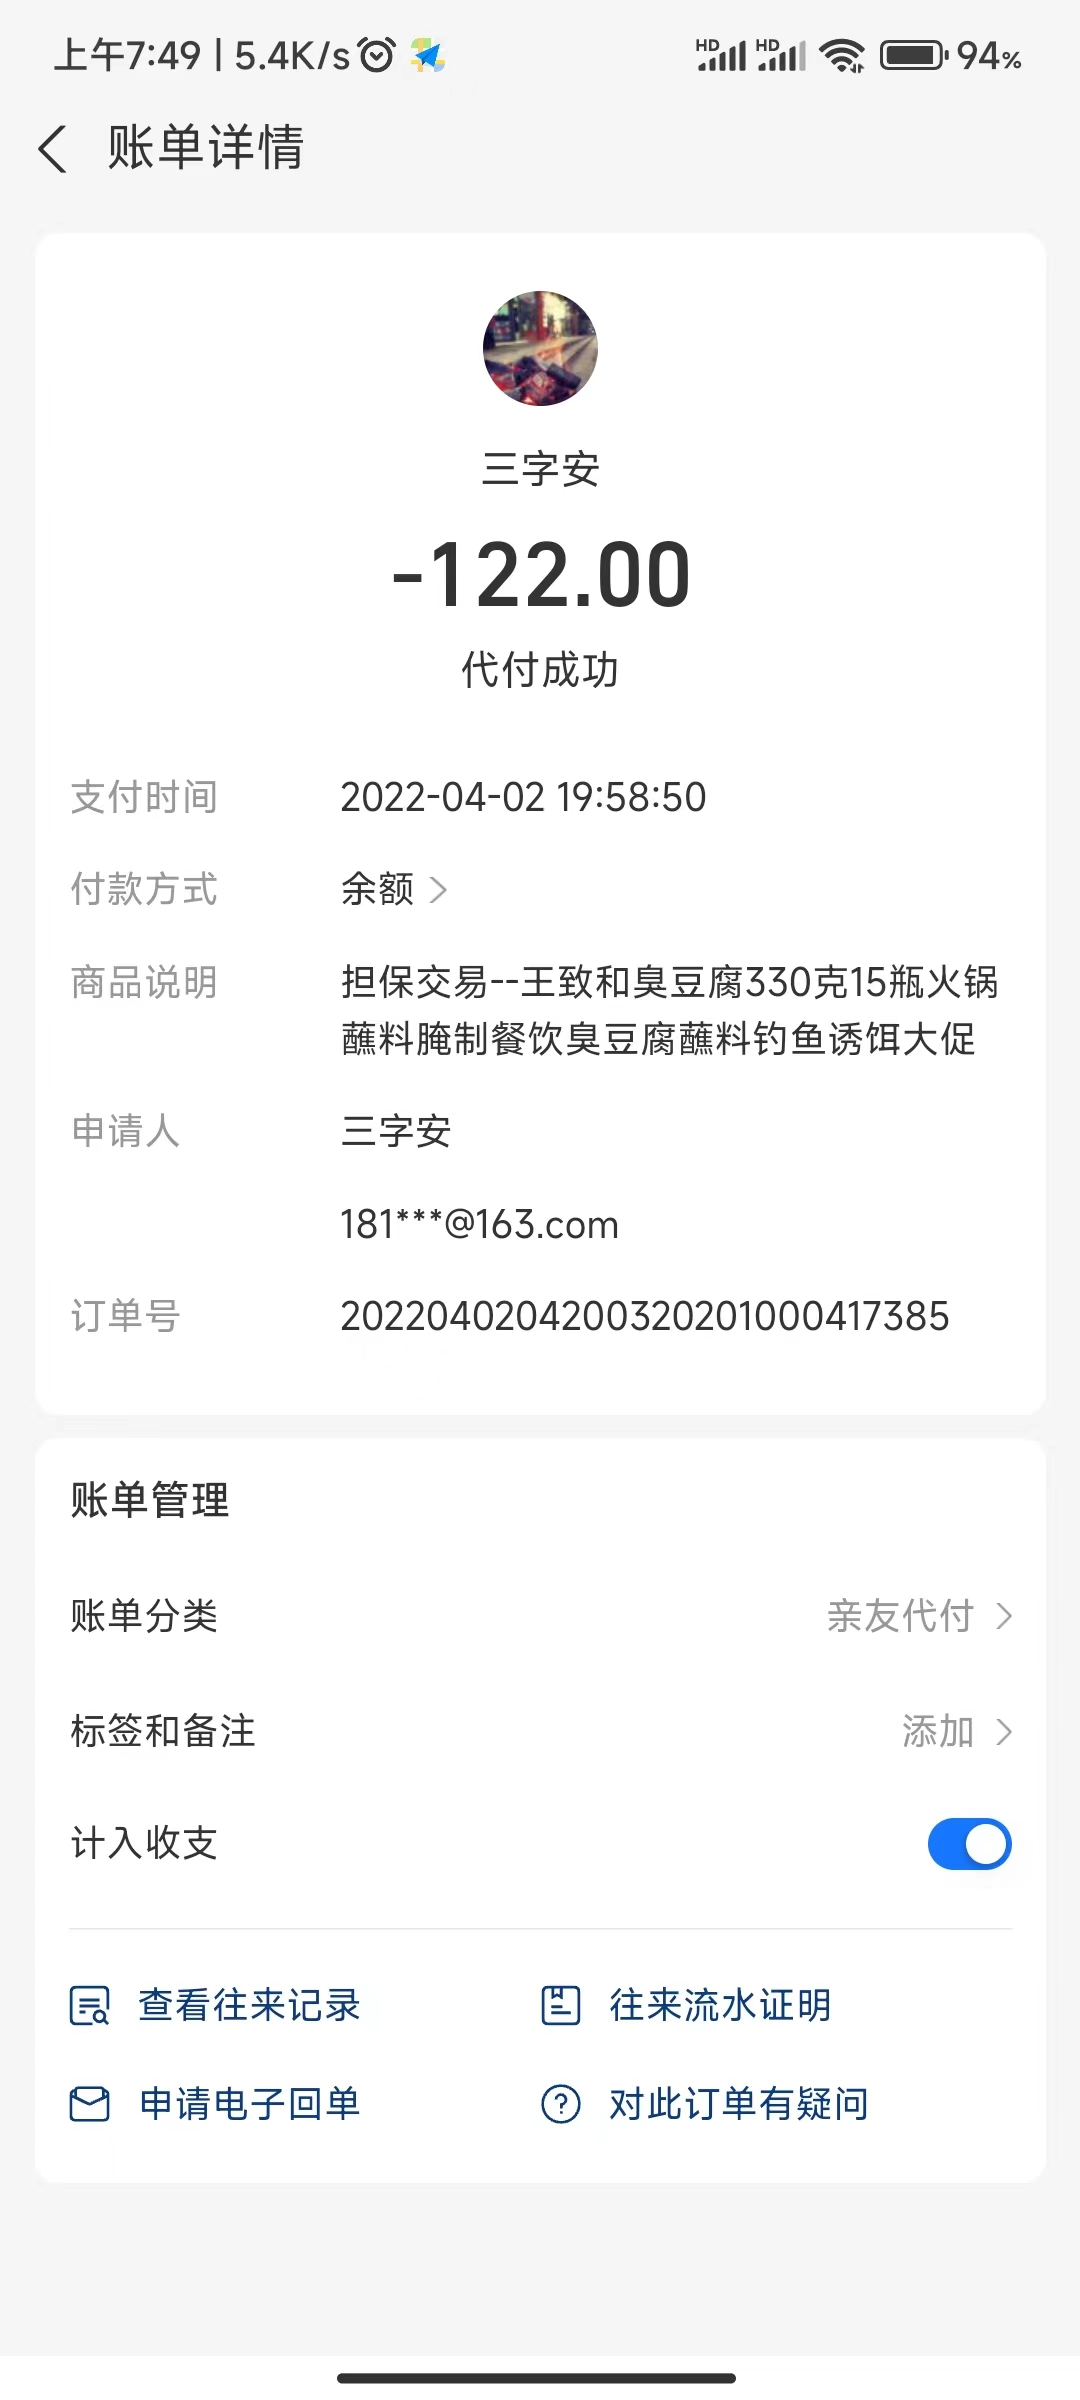 上午7:49 | 5.4K/s
HD HD 94%
账单详情
三字安
-122.00
代付成功
支付时间 2022-04-02 19:58:50
付款方式 余额
商品说明 担保交易--王致和臭豆腐330克15瓶火锅
蘸料腌制餐饮臭豆腐蘸料钓鱼诱饵大促
申请人 三字安
181***@163.com
订单号 2022040204200320201000417385
账单管理
账单分类 亲友代付
标签和备注 添加
计入收支
查看往来记录 往来流水证明
申请电子回单 对此订单有疑问